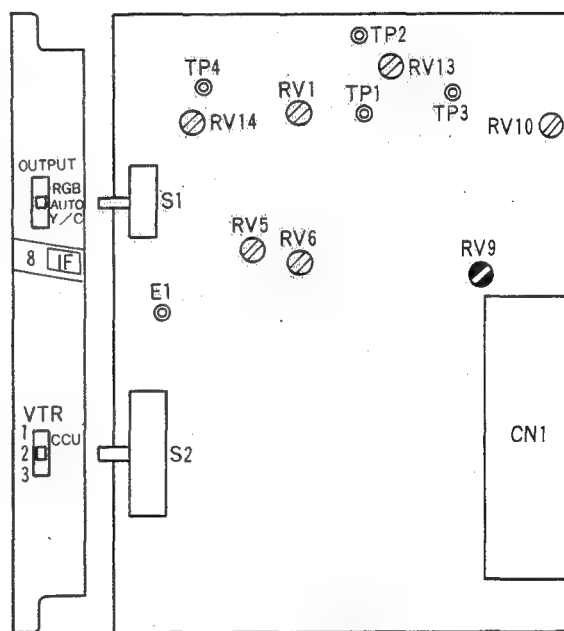 TP2
TP4
RV13
RV1
TP1
TP3
RV14
RV10
OUTPUT
RGB
AUTO
Y/C
S1
8 IF
RV5
RV6
RV9
E1
VTR
1
CCU
2
3
S2
CN1